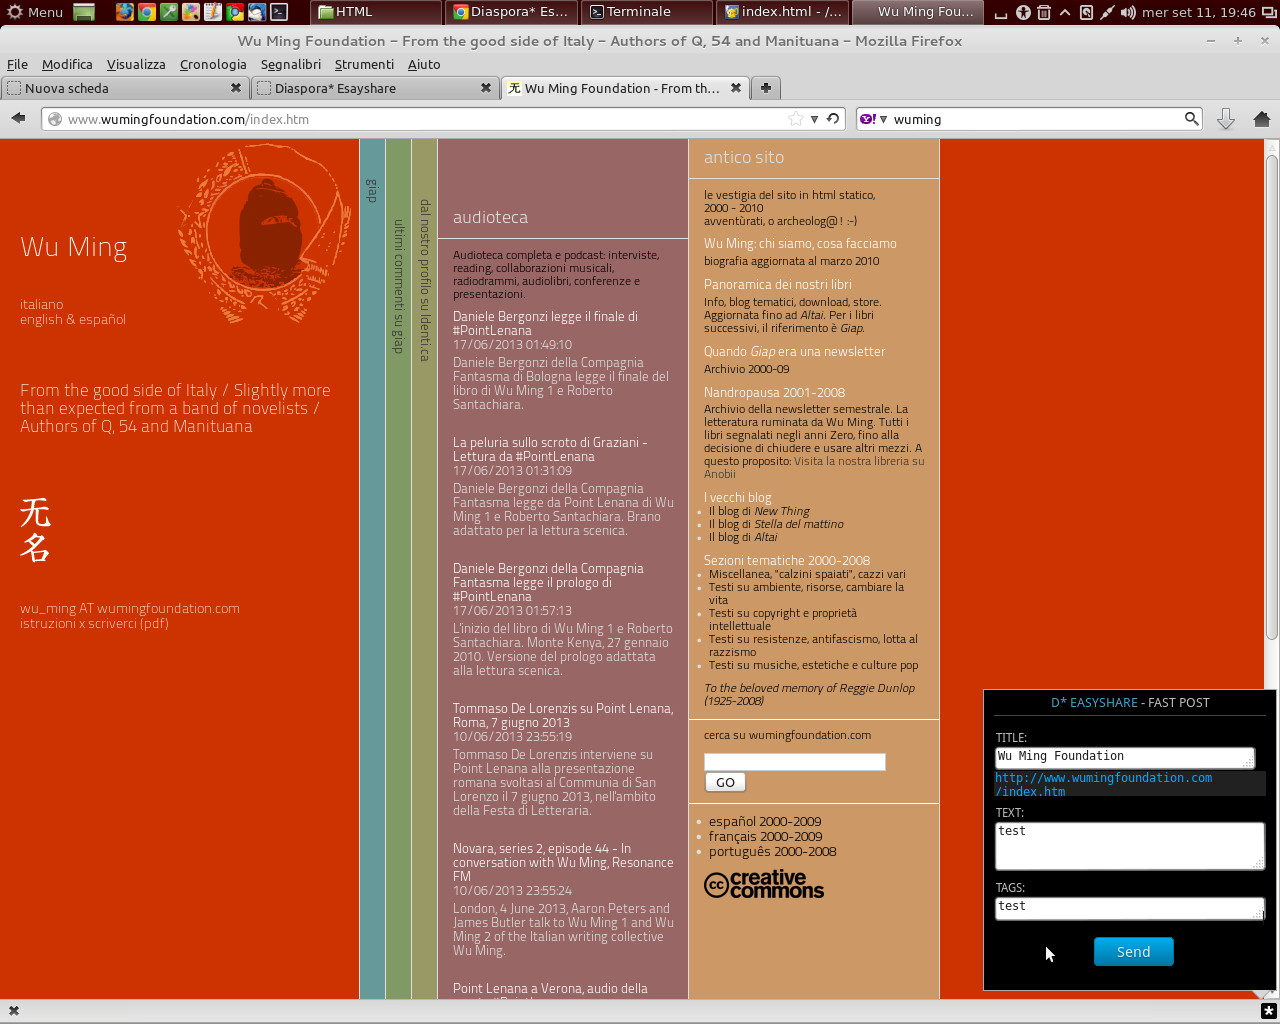 Menu
HTML
Diaspora* Es...
Terminale
index.html - /...
Wu Ming Fou...
mer set 11, 19:46
Wu Ming Foundation - From the good side of Italy - Authors of Q, 54 and Manituana - Mozilla Firefox
File Modifica Visualizza Cronologia Segnalibri Strumenti Aiuto
Nuova scheda
Diaspora* Esayshare
Wu Ming Foundation - From th...
www.wumingfoundation.com/index.htm
wuming
Wu Ming
italiano
english & español
From the good side of Italy / Slightly more
than expected from a band of novelists /
Authors of Q, 54 and Manituana
无
名
wu_ming AT wumingfoundation.com
istruzioni x scriverci (pdf)
giap
ultimi commenti su giap
dal nostro profilo su Identi.ca
audioteca
Audioteca completa e podcast: interviste,
reading, collaborazioni musicali,
radiodrammi, audiolibri, conferenze e
presentazioni.
Daniele Bergonzi legge il finale di
#PointLenana
17/06/2013 01:49:10
Daniele Bergonzi della Compagnia
Fantasma di Bologna legge il finale del
libro di Wu Ming 1 e Roberto
Santachiara.
La peluria sullo scroto di Graziani -
Lettura da #PointLenana
17/06/2013 01:31:09
Daniele Bergonzi della Compagnia
Fantasma legge da Point Lenana di Wu
Ming 1 e Roberto Santachiara. Brano
adattato per la lettura scenica.
Daniele Bergonzi della Compagnia
Fantasma legge il prologo di
#PointLenana
17/06/2013 01:57:13
L'inizio del libro di Wu Ming 1 e Roberto
Santachiara. Monte Kenya, 27 gennaio
2010. Versione del prologo adattata
alla lettura scenica.
Tommaso De Lorenzis su Point Lenana,
Roma, 7 giugno 2013
10/06/2013 23:55:19
Tommaso De Lorenzis interviene su
Point Lenana alla presentazione
romana svoltasi al Communia di San
Lorenzo il 7 giugno 2013, nell'ambito
della Festa di Letteraria.
Novara, series 2, episode 44 - In
conversation with Wu Ming, Resonance
FM
10/06/2013 23:55:24
London, 4 June 2013, Aaron Peters and
James Butler talk to Wu Ming 1 and Wu
Ming 2 of the Italian writing collective
Wu Ming.
Point Lenana a Verona, audio della
antico sito
le vestigia del sito in html statico,
2000 - 2010
avventùrati, o archeolog@! :-)
Wu Ming: chi siamo, cosa facciamo
biografia aggiornata al marzo 2010
Panoramica dei nostri libri
Info, blog tematici, download, store.
Aggiornata fino ad Altai. Per i libri
successivi, il riferimento è Giap.
Quando Giap era una newsletter
Archivio 2000-09
Nandropausa 2001-2008
Archivio della newsletter semestrale. La
letteratura ruminata da Wu Ming. Tutti i
libri segnalati negli anni Zero, fino alla
decisione di chiudere e usare altri mezzi. A
questo proposito: Visita la nostra libreria su
Anobii
I vecchi blog
Il blog di New Thing
Il blog di Stella del mattino
Il blog di Altai
Sezioni tematiche 2000-2008
Miscellanea, "calzini spaiati", cazzi vari
Testi su ambiente, risorse, cambiare la
vita
Testi su copyright e proprietà
intellettuale
Testi su resistenze, antifascismo, lotta al
razzismo
Testi su musiche, estetiche e culture pop
To the beloved memory of Reggie Dunlop
(1925-2008)
cerca su wumingfoundation.com
GO
español 2000-2009
français 2000-2009
português 2000-2008
cc creative
commons
D* EASYSHARE - FAST POST
TITLE:
Wu Ming Foundation
http://www.wumingfoundation.com
/index.htm
TEXT:
test
TAGS:
test
Send